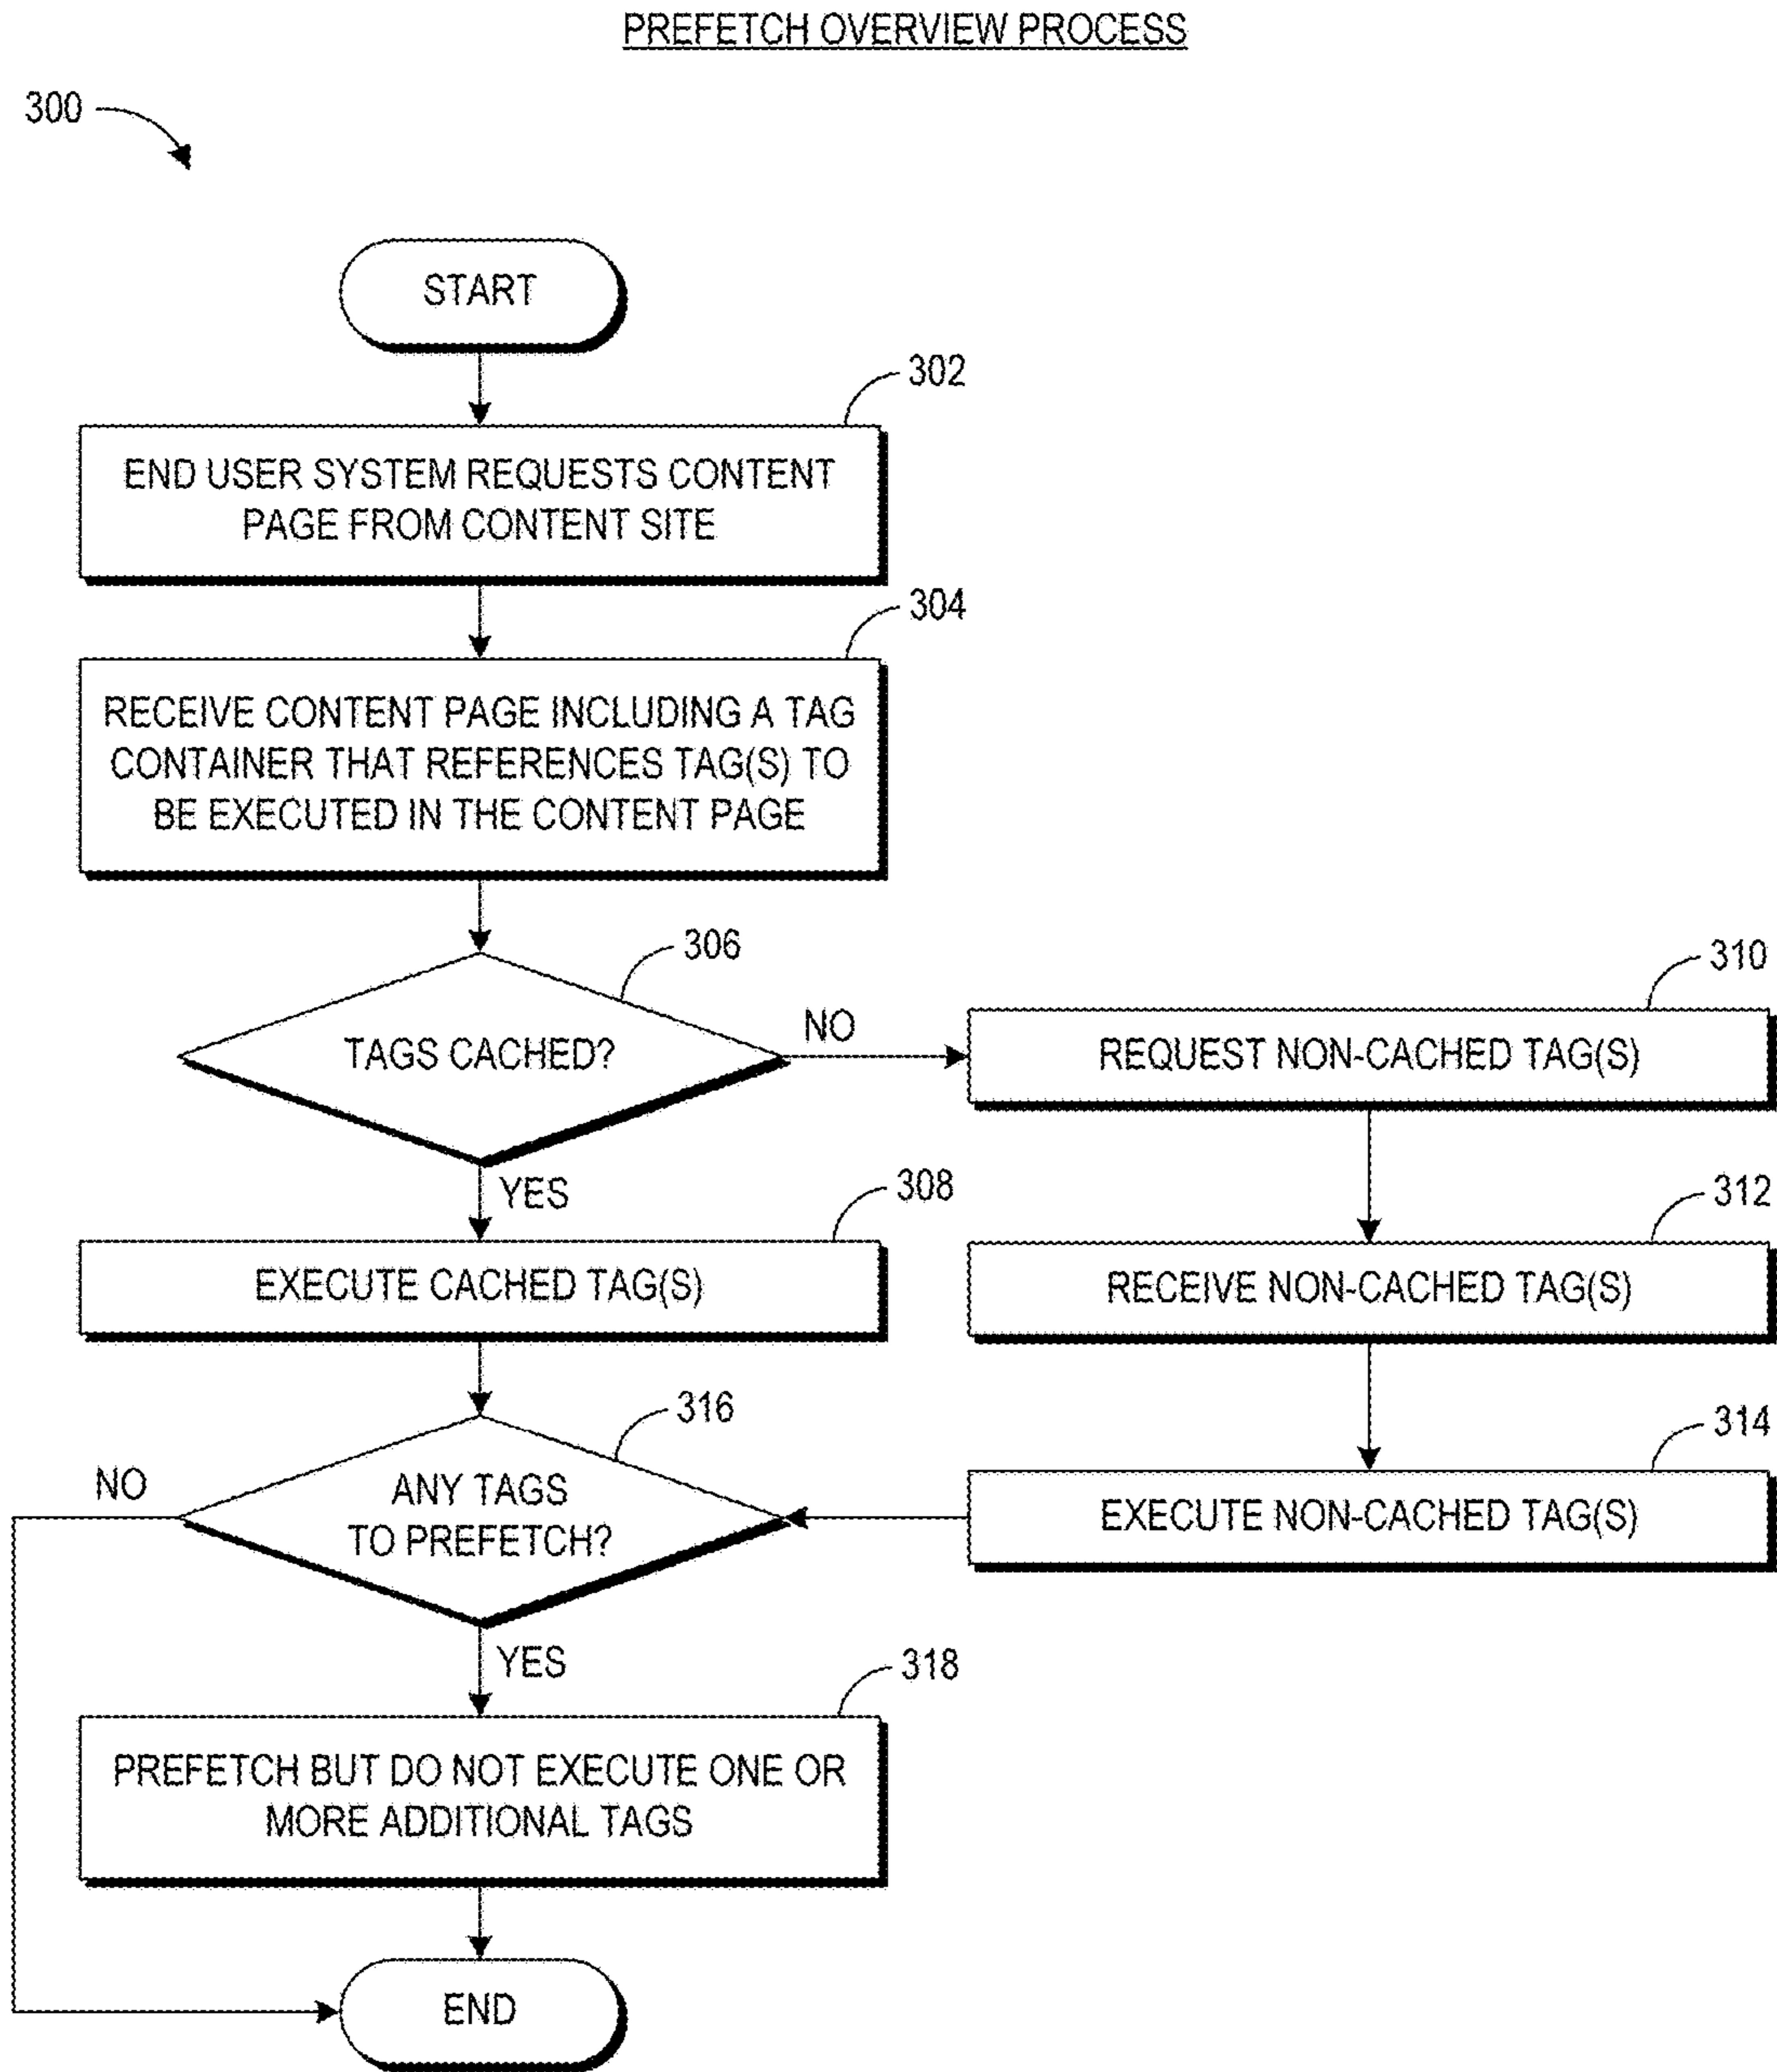 PREFETCH OVERVIEW PROCESS
300
START
302
END USER SYSTEM REQUESTS CONTENT
PAGE FROM CONTENT SITE
304
RECEIVE CONTENT PAGE INCLUDING A TAG
CONTAINER THAT REFERENCES TAG(S) TO
BE EXECUTED IN THE CONTENT PAGE
306
TAGS CACHED?
NO
310
REQUEST NON-CACHED TAG(S)
YES
308
EXECUTE CACHED TAG(S)
312
RECEIVE NON-CACHED TAG(S)
316
ANY TAGS
TO PREFETCH?
NO
314
EXECUTE NON-CACHED TAG(S)
YES
318
PREFETCH BUT DO NOT EXECUTE ONE OR
MORE ADDITIONAL TAGS
END